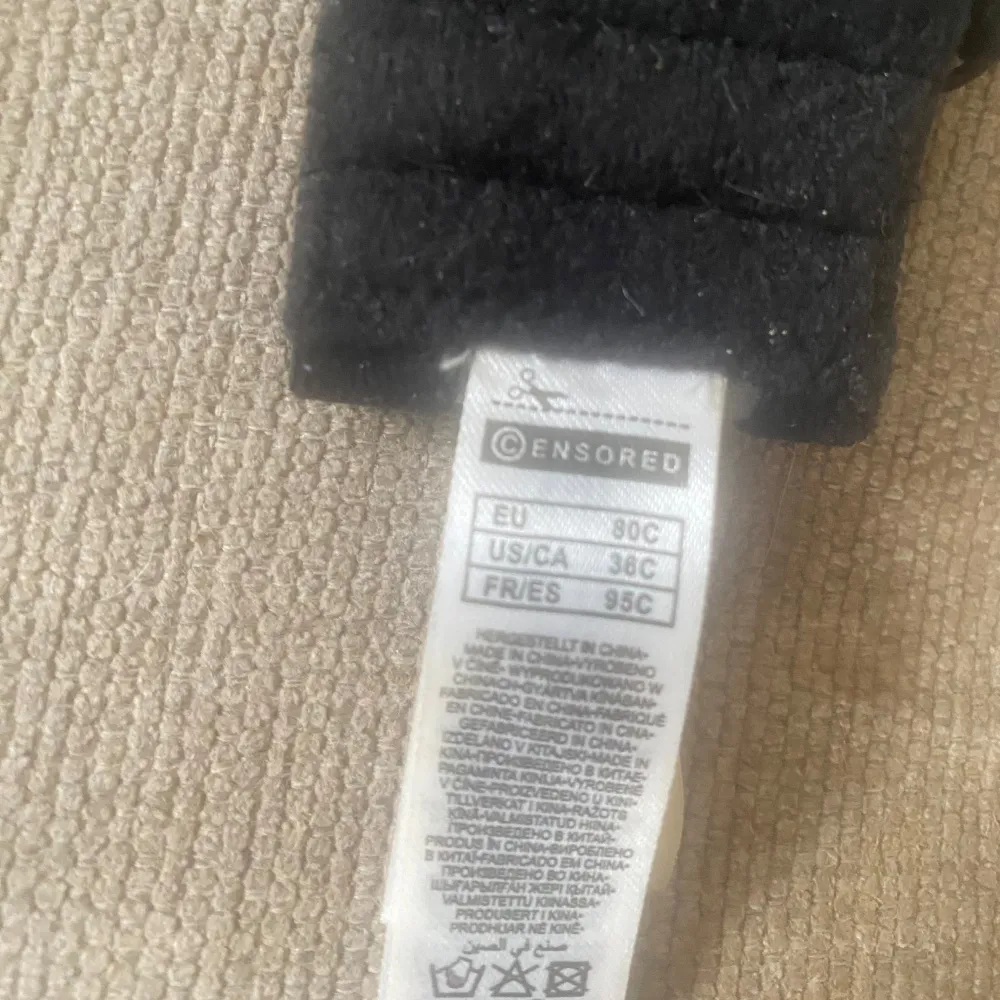 ©ENSORED
EU 80C
US/CA 36C
FR/ES 95C
HERGESTELLT IN CHINA-
MADE IN CHINA-VYROBENO
V ČÍNĚ- WYPRODUKOWANO W
CHINACH-GYÁRTVA KÍNÁBAN-
FABRICADO EN CHINA-FABRIQUÉ
EN CHINE-FABRICATO IN CINA-
GEFABRICEERD IN CHINA-
IZDELANO V KITAJSKI-MADE IN
KINA-ПРОИЗВЕДЕНО В КИТАЕ-
PAGAMINTA KINIJA-VYROBENÉ
V ČÍNE-PROIZVEDENO U KINI-
TILLVERKAT I KINA-RAŽOTS
ĶĪNĀ-VALMISTATUD HIINA-
ПРОИЗВЕДЕНО В КИТАЙ-
PRODUS ÎN CHINA-ВИРОБЛЕНО
В КИТАЇ-FABRICADO EM CHINA-
ПРОИЗВЕДЕНО ВО КИНА-
ШЫҒАРЫЛҒАН ЖЕРІ ҚЫТАЙ-
VALMISTETTU KIINASSA-
PRODUSERT I KINA-
PRODHUAR NË KINË-
صنع في الصين